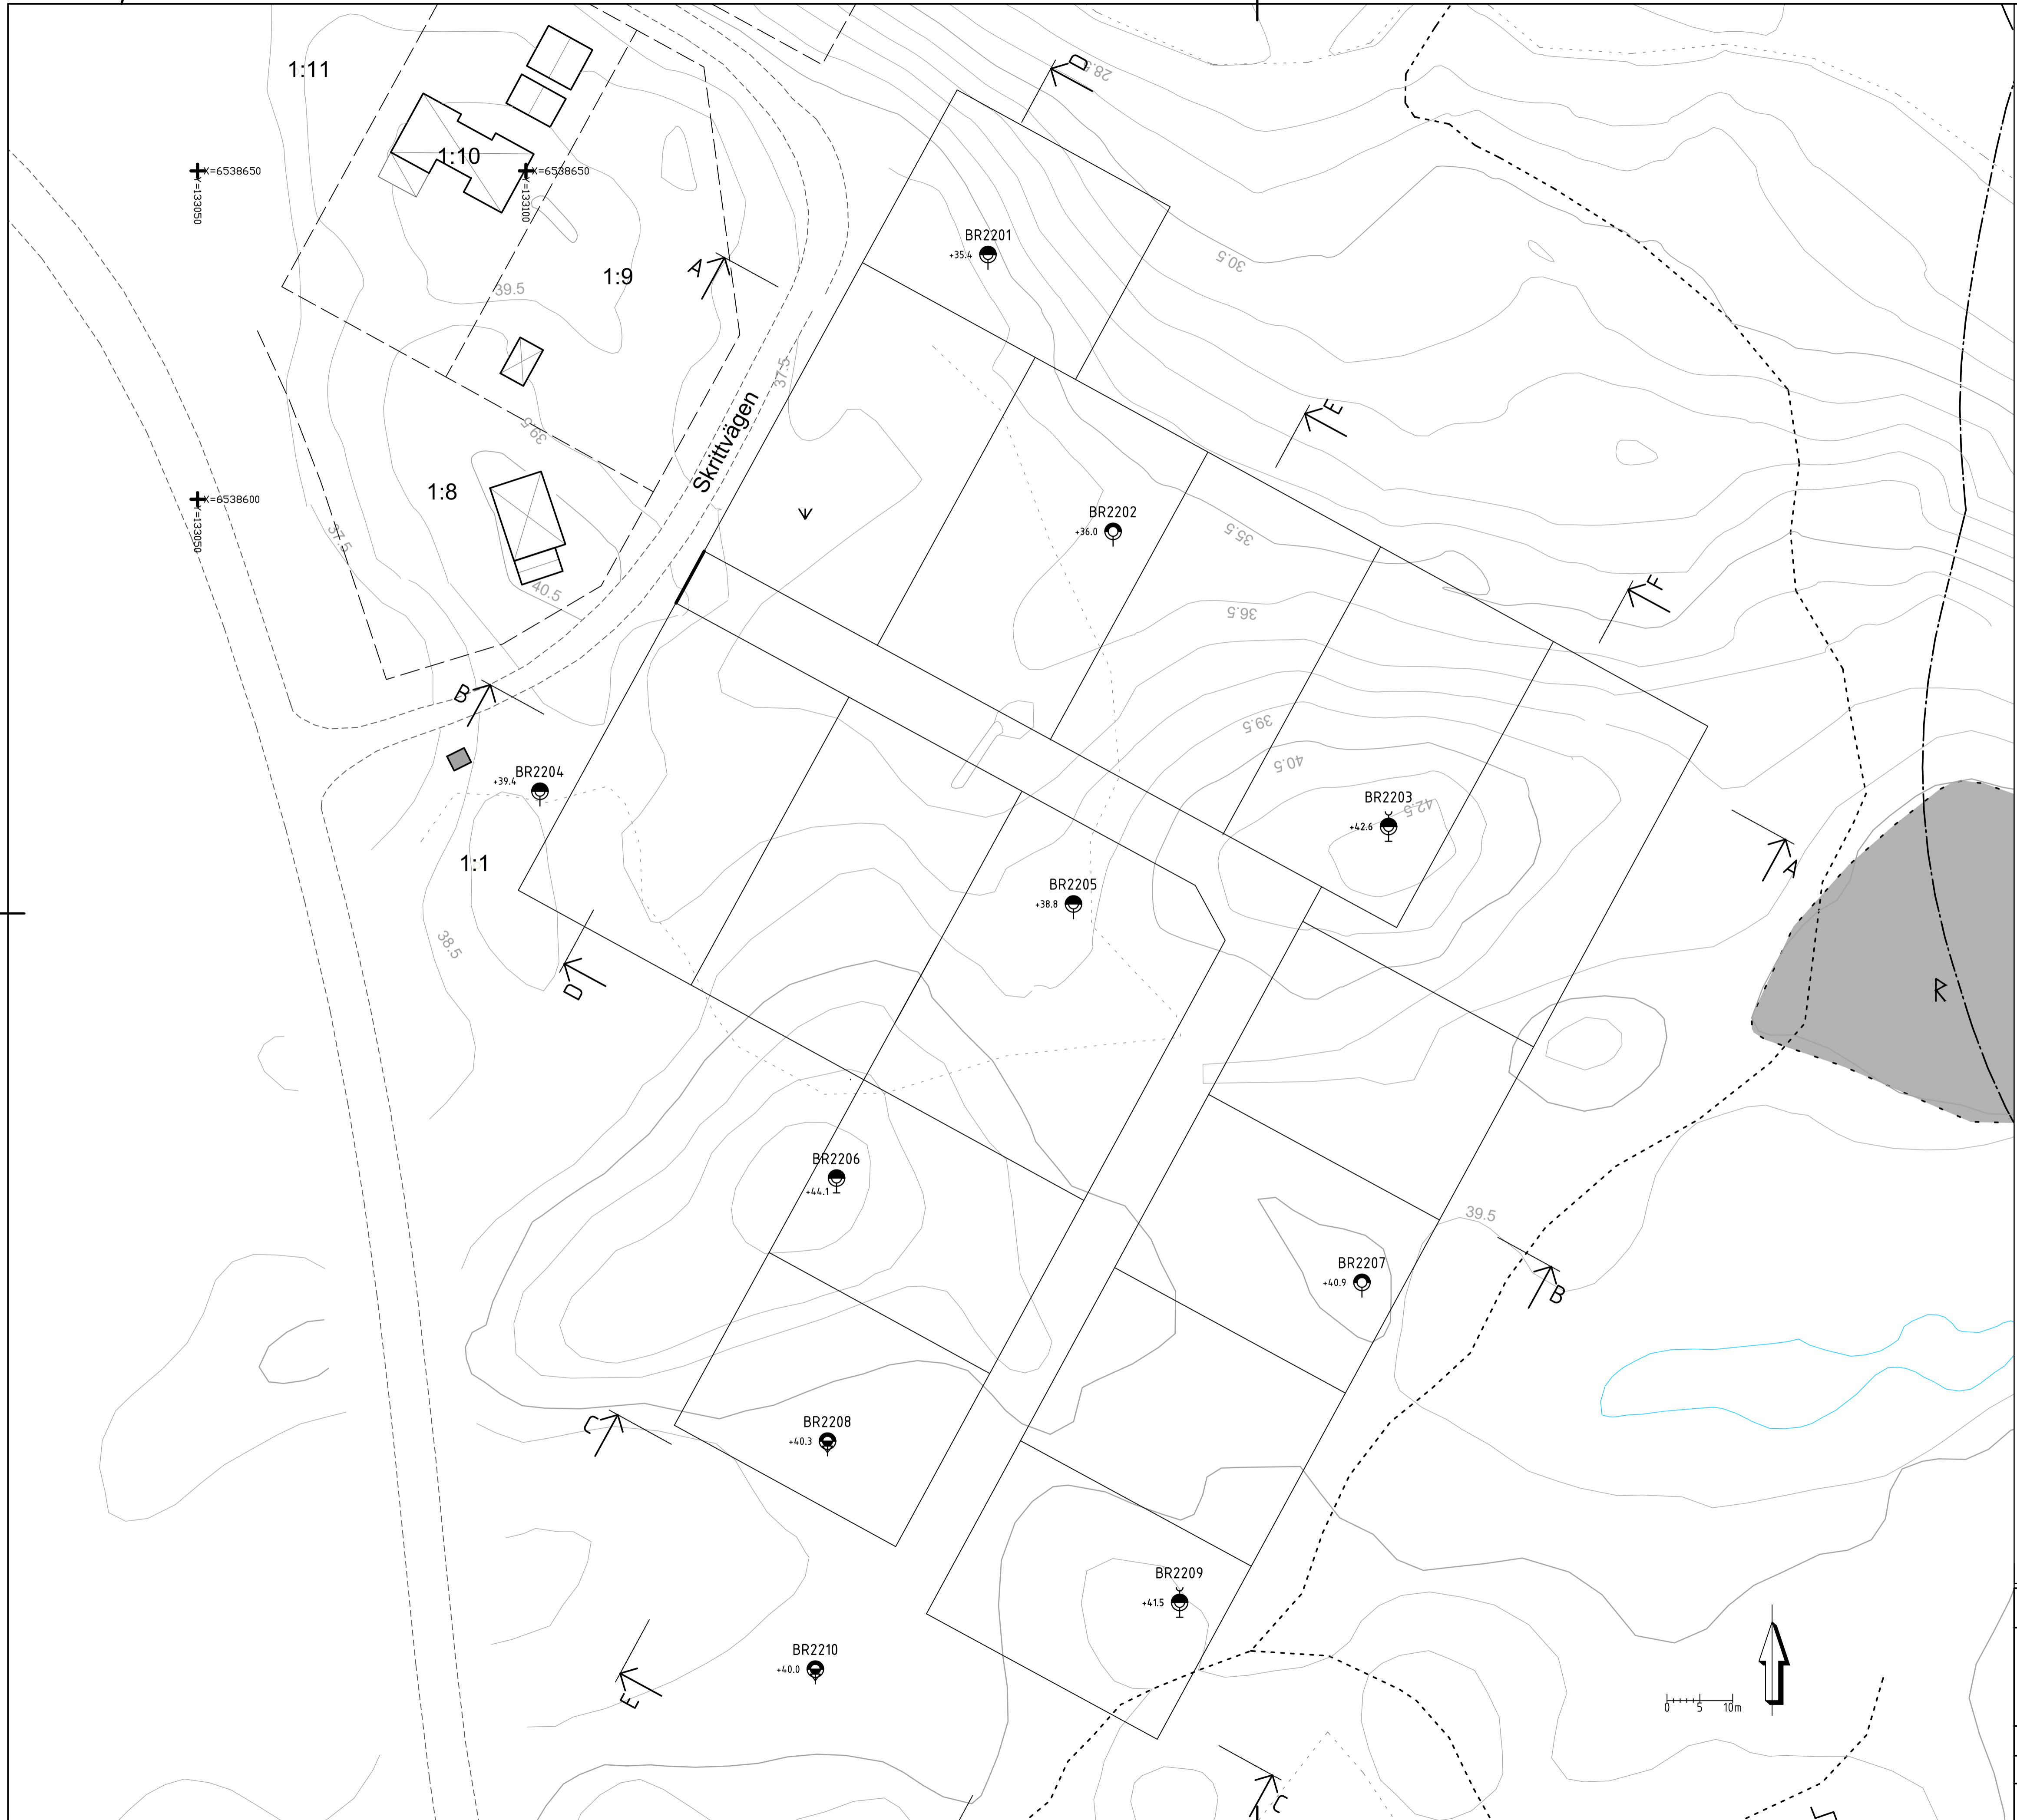 D
28.5
1:11
1:10
X=6538650
Y=133050
X=6538650
Y=133100
BR2201
+35.4
30.5
A
1:9
39.5
37.5
E
Skrittvägen
39.5
1:8
X=6538600
Y=133050
BR2202
+36.0
35.5
37.5
40.5
F
36.5
B
39.5
40.5
BR2204
+39.4
BR2203
+42.6
42.5
1:1
A
BR2205
+38.8
38.5
D
R
BR2206
+44.1
39.5
BR2207
+40.9
B
C
BR2208
+40.3
BR2209
+41.5
BR2210
+40.0
E
0 5 10m
C